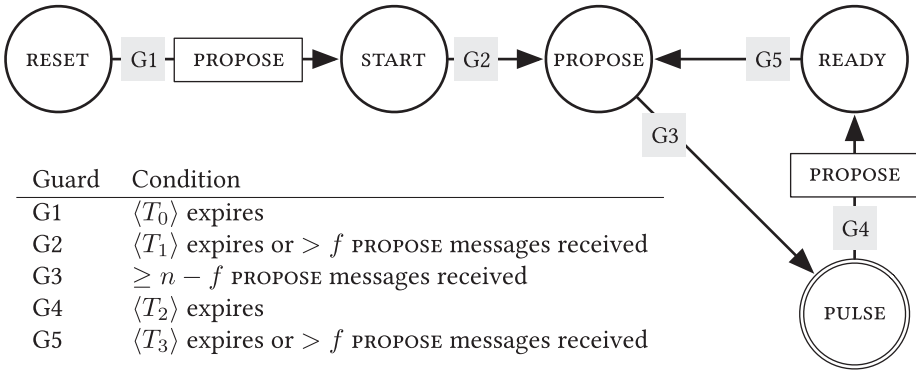 RESET G1 PROPOSE START G2 PROPOSE G5 READY
G3
PROPOSE
G4
PULSE
Guard Condition
G1 ⟨T₀⟩ expires
G2 ⟨T₁⟩ expires or > f PROPOSE messages received
G3 ≥ n − f PROPOSE messages received
G4 ⟨T₂⟩ expires
G5 ⟨T₃⟩ expires or > f PROPOSE messages received